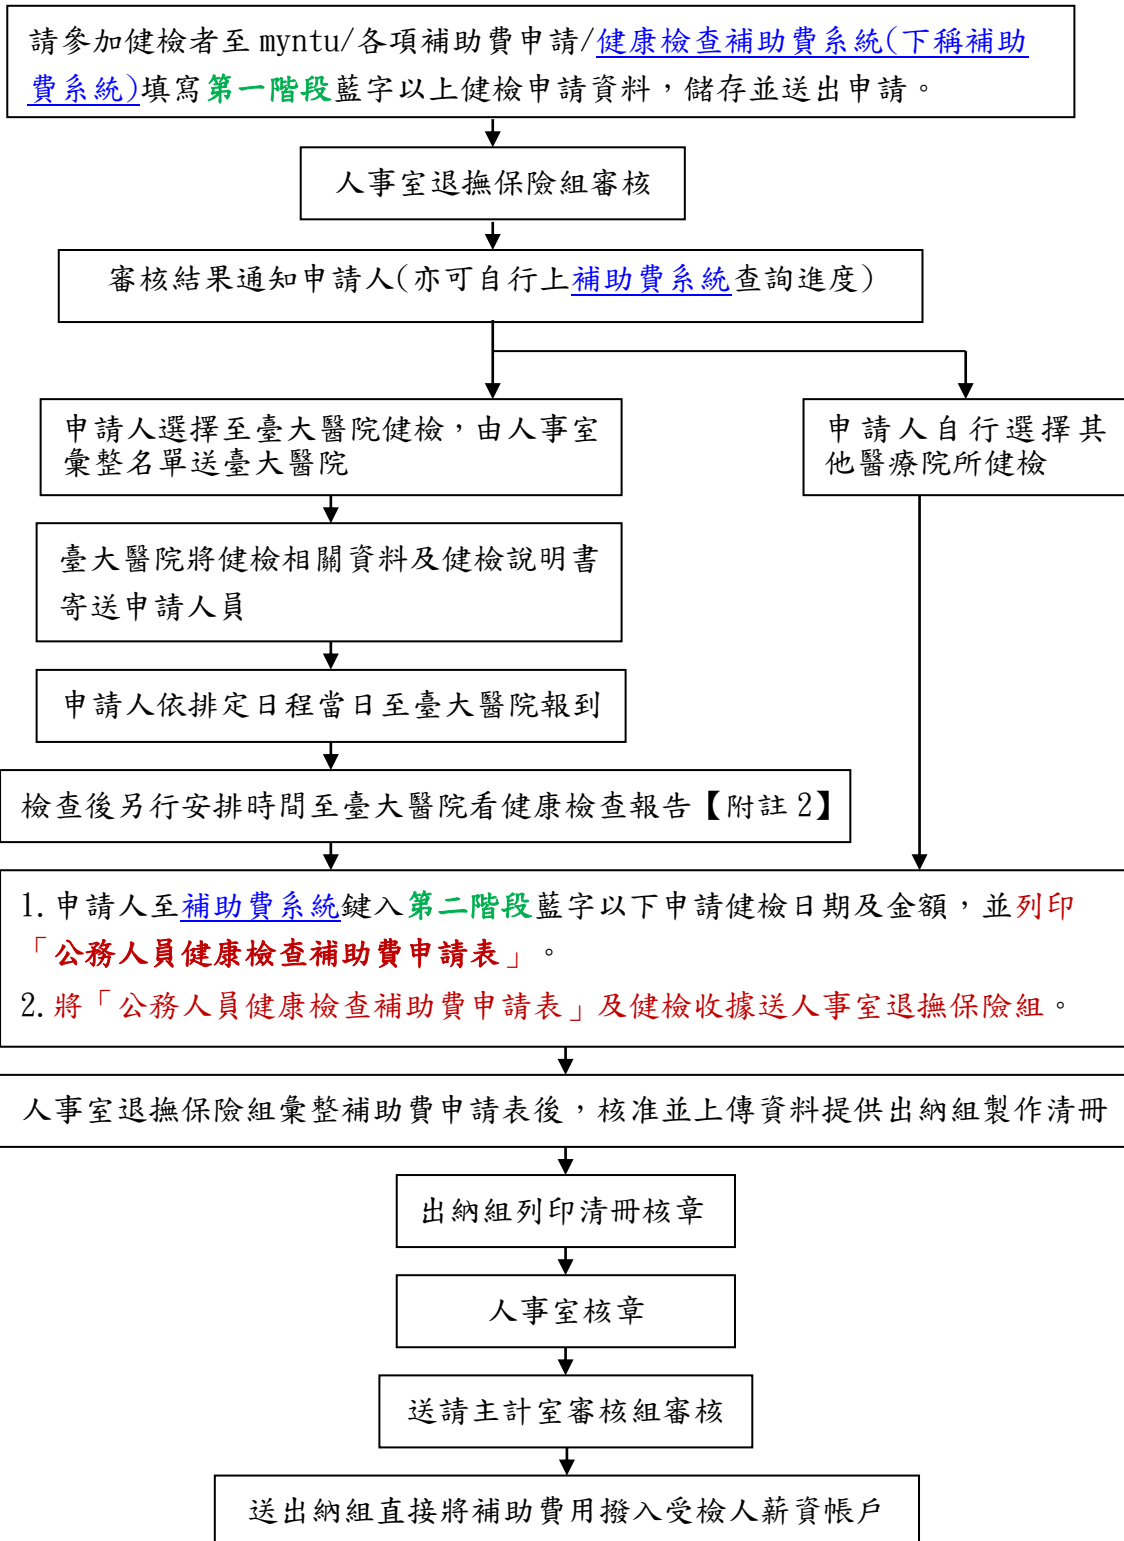 請參加健檢者至 myntu/各項補助費申請/健康檢查補助費系統(下稱補助
費系統)填寫第一階段藍字以上健檢申請資料，儲存並送出申請。
人事室退撫保險組審核
審核結果通知申請人(亦可自行上補助費系統查詢進度)
申請人選擇至臺大醫院健檢，由人事室
彙整名單送臺大醫院
申請人自行選擇其
他醫療院所健檢
臺大醫院將健檢相關資料及健檢說明書
寄送申請人員
申請人依排定日程當日至臺大醫院報到
檢查後另行安排時間至臺大醫院看健康檢查報告【附註 2】
1.申請人至補助費系統鍵入第二階段藍字以下申請健檢日期及金額，並列印
「公務人員健康檢查補助費申請表」。
2.將「公務人員健康檢查補助費申請表」及健檢收據送人事室退撫保險組。
人事室退撫保險組彙整補助費申請表後，核准並上傳資料提供出納組製作清冊
出納組列印清冊核章
人事室核章
送請主計室審核組審核
送出納組直接將補助費用撥入受檢人薪資帳戶